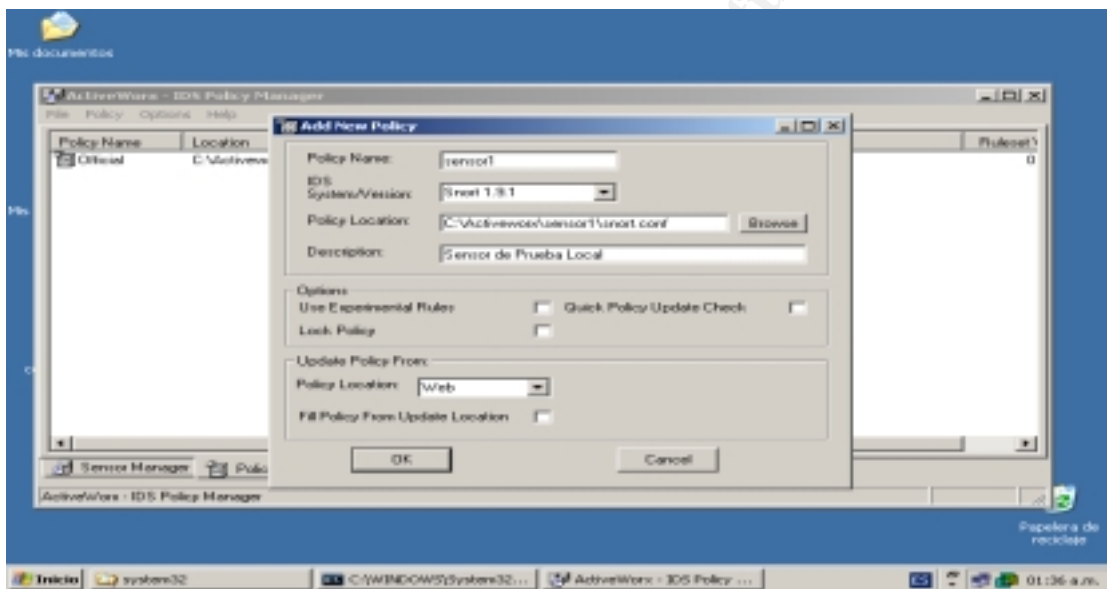 Mis documentos
ActiveWorx - IDS Policy Manager
File Policy Options Help
Policy Name Location
Official
Add New Policy
Policy Name: sensor1
IDS
System/Version: Snort 1.9.1
Policy Location: C:\Activeworx\sensor1\snort.conf Browse
Description: Sensor de Prueba Local
Options
Use Experimental Rules Quick Policy Update Check
Lock Policy
Update Policy From:
Policy Location: Web
Fill Policy From Update Location
OK Cancel
0
Mis
Sensor Manager
ActiveWorx - IDS Policy Manager
Papelera de
reciclaje
Inicio system32 C:\WINDOWS\System32... ActiveWorx - IDS Policy ... 01:36 a.m.